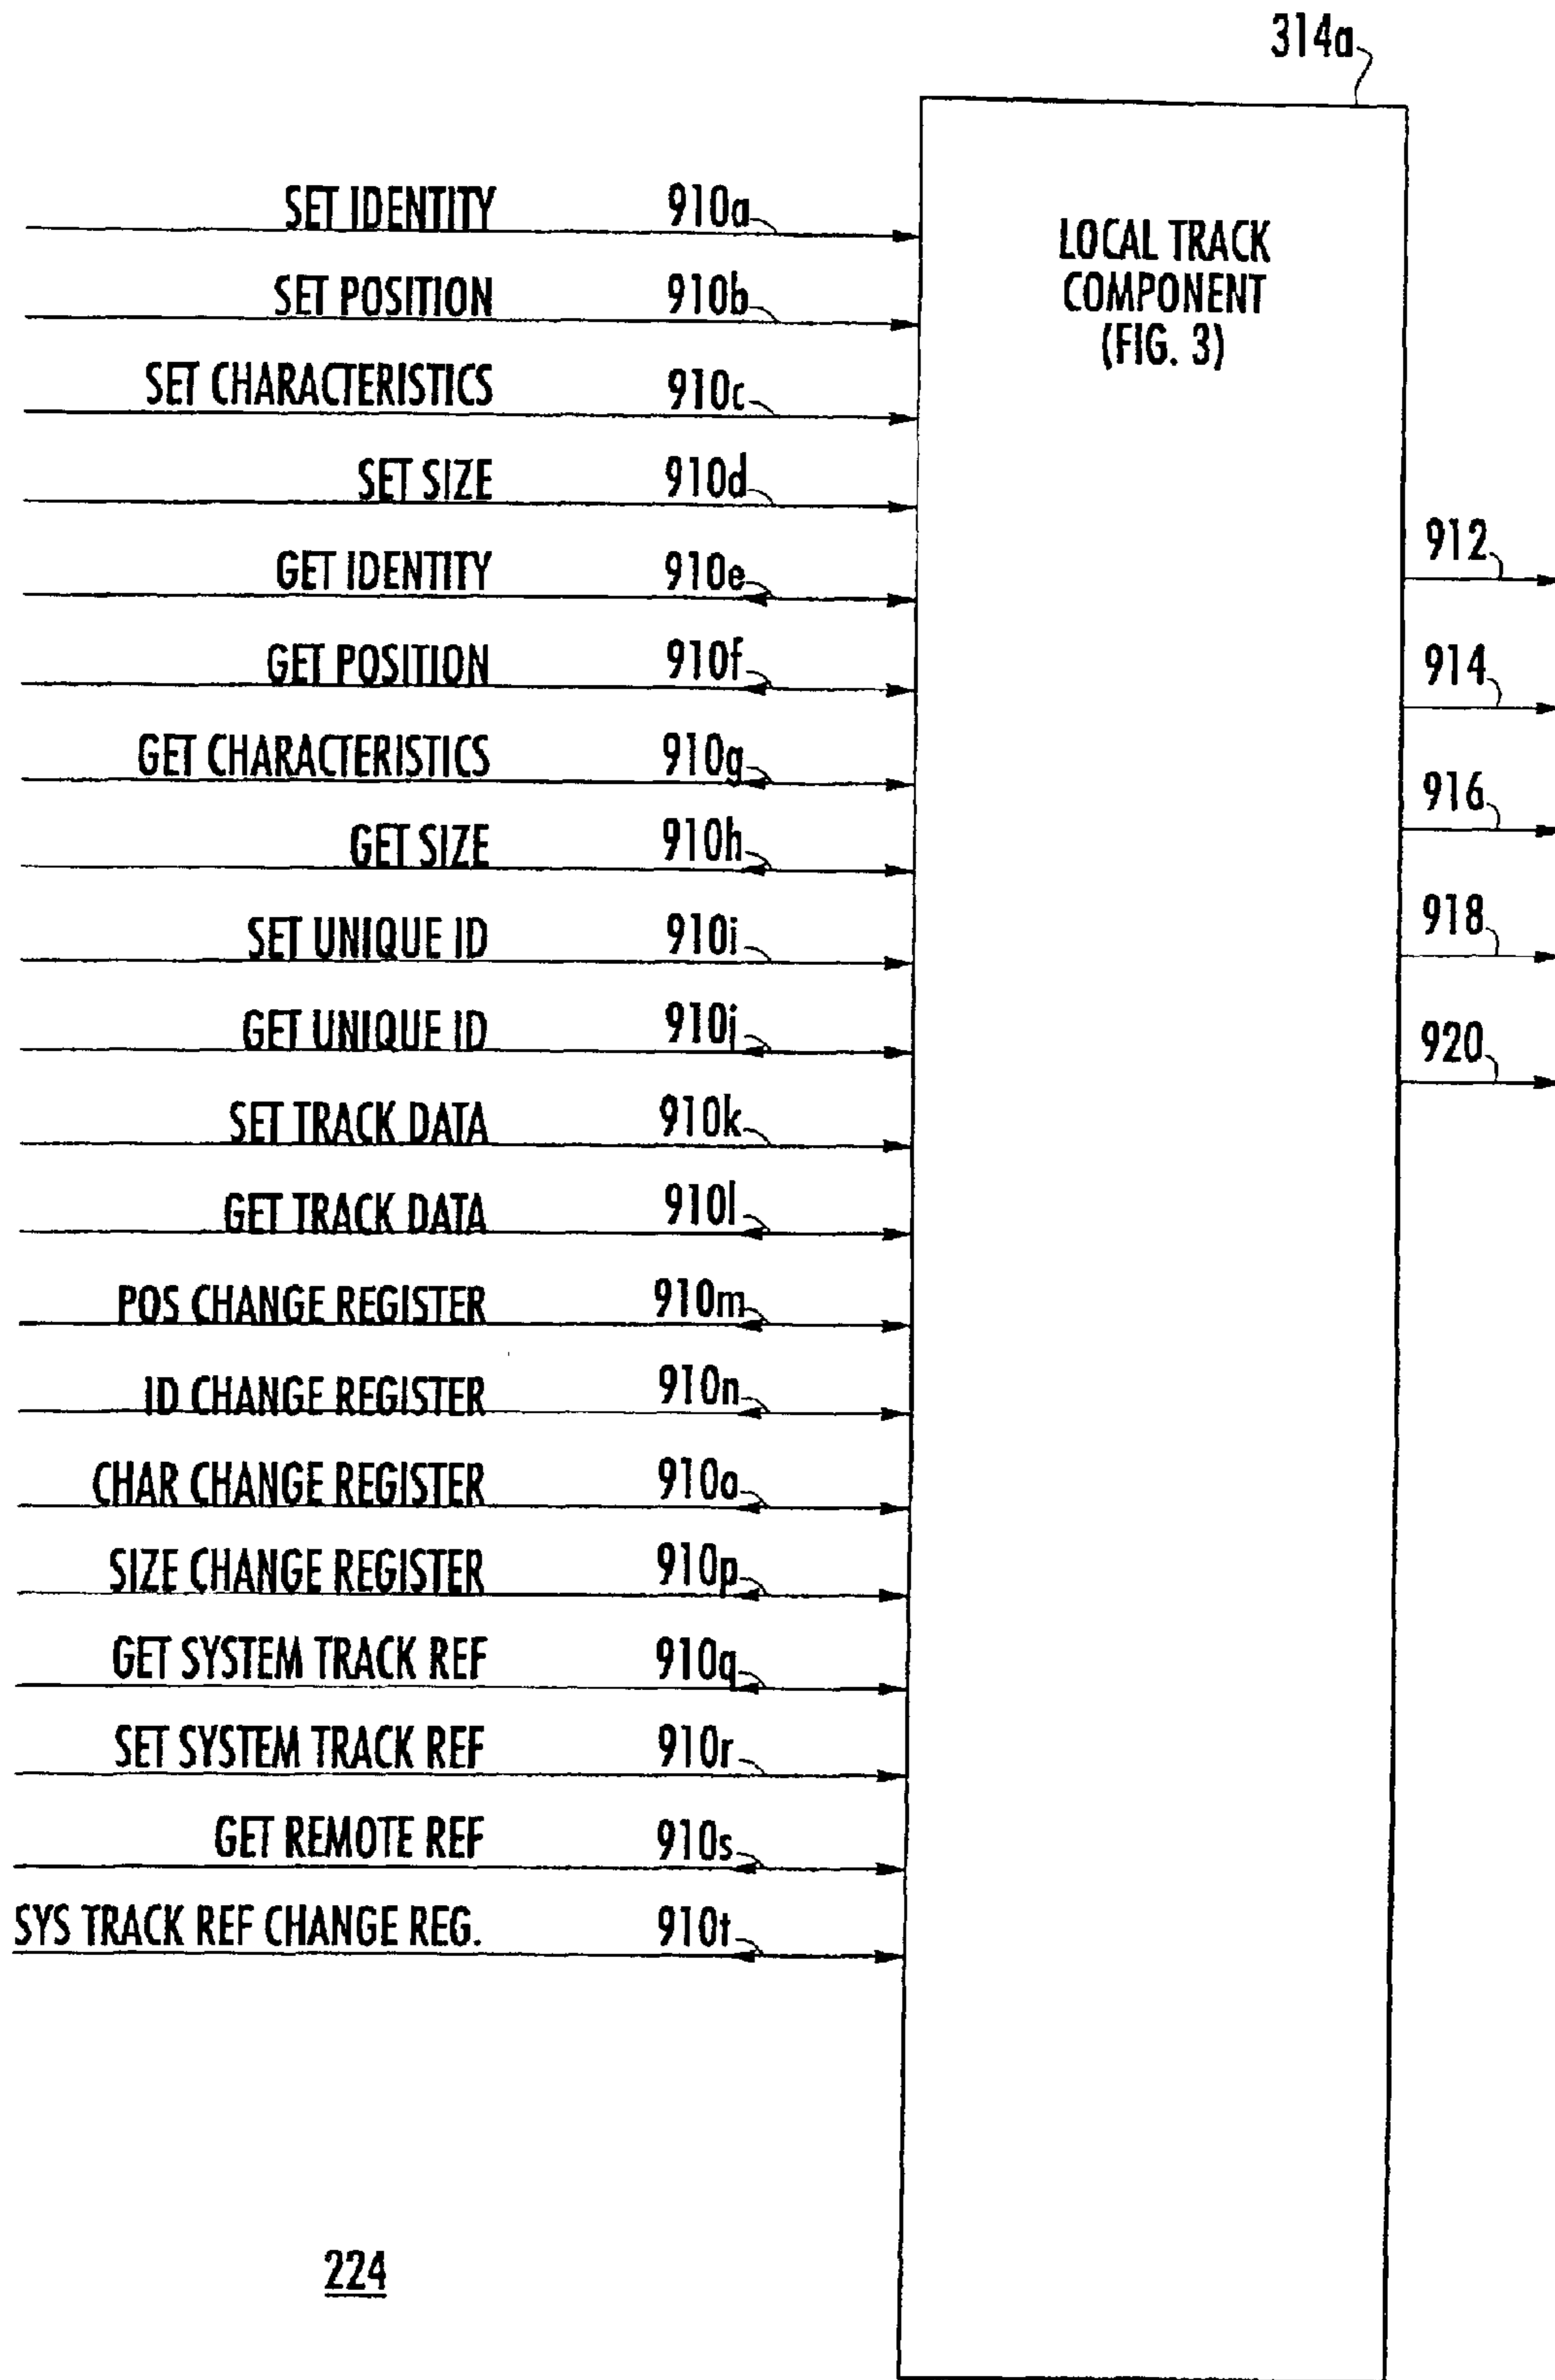 314a
LOCAL TRACK
COMPONENT
(FIG. 3)
SET IDENTITY 910a
SET POSITION 910b
SET CHARACTERISTICS 910c
SET SIZE 910d
GET IDENTITY 910e
GET POSITION 910f
GET CHARACTERISTICS 910g
GET SIZE 910h
SET UNIQUE ID 910i
GET UNIQUE ID 910j
SET TRACK DATA 910k
GET TRACK DATA 910l
POS CHANGE REGISTER 910m
ID CHANGE REGISTER 910n
CHAR CHANGE REGISTER 910o
SIZE CHANGE REGISTER 910p
GET SYSTEM TRACK REF 910q
SET SYSTEM TRACK REF 910r
GET REMOTE REF 910s
SYS TRACK REF CHANGE REG. 910t
912
914
916
918
920
224